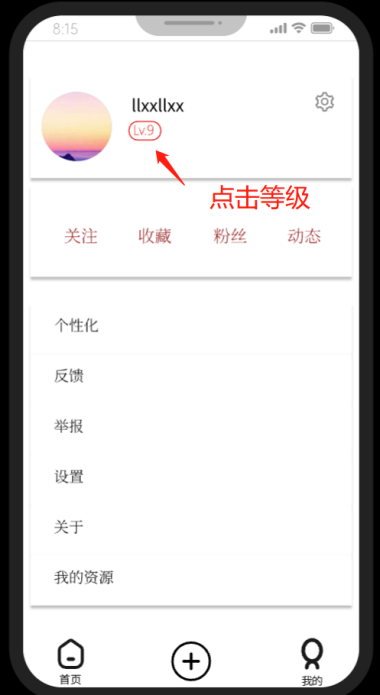 8:15
llxxllxx
Lv.9
点击等级
关注 收藏 粉丝 动态
个性化
反馈
举报
设置
关于
我的资源
首页 我的